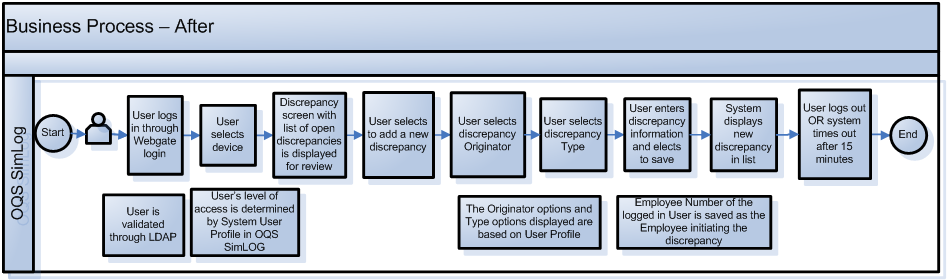 Business Process – After
OQS SimLog
Start
User logs
in through
Webgate
login
User
selects
device
Discrepancy
screen with
list of open
discrepancies
is displayed
for review
User selects
to add a new
discrepancy
User selects
discrepancy
Originator
User selects
discrepancy
Type
User enters
discrepancy
information
and elects
to save
System
displays
new
discrepancy
in list
User logs out
OR system
times out
after 15
minutes
End
User is
validated
through LDAP
User's level of
access is determined
by System User
Profile in OQS
SimLOG
The Originator options and
Type options displayed are
based on User Profile
Employee Number of the
logged in User is saved as the
Employee initiating the
discrepancy